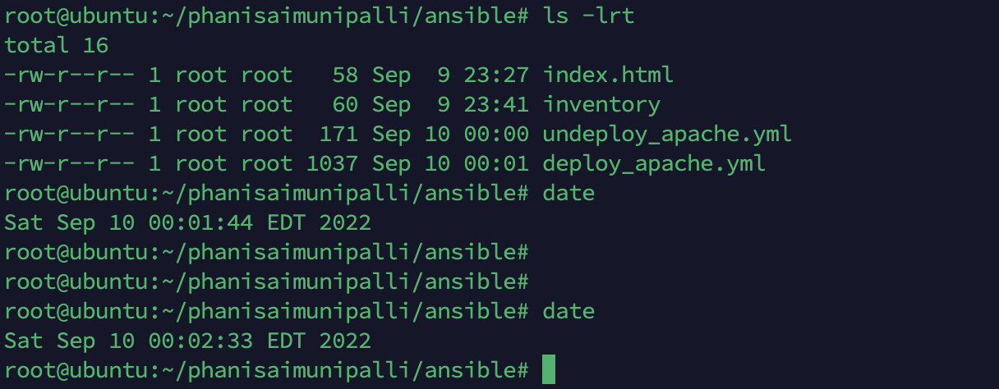 root@ubuntu:~/phanisaimunipalli/ansible# ls -lrt
total 16
-rw-r--r-- 1 root root   58 Sep  9 23:27 index.html
-rw-r--r-- 1 root root   60 Sep  9 23:41 inventory
-rw-r--r-- 1 root root  171 Sep 10 00:00 undeploy_apache.yml
-rw-r--r-- 1 root root 1037 Sep 10 00:01 deploy_apache.yml
root@ubuntu:~/phanisaimunipalli/ansible# date
Sat Sep 10 00:01:44 EDT 2022
root@ubuntu:~/phanisaimunipalli/ansible#
root@ubuntu:~/phanisaimunipalli/ansible#
root@ubuntu:~/phanisaimunipalli/ansible# date
Sat Sep 10 00:02:33 EDT 2022
root@ubuntu:~/phanisaimunipalli/ansible#